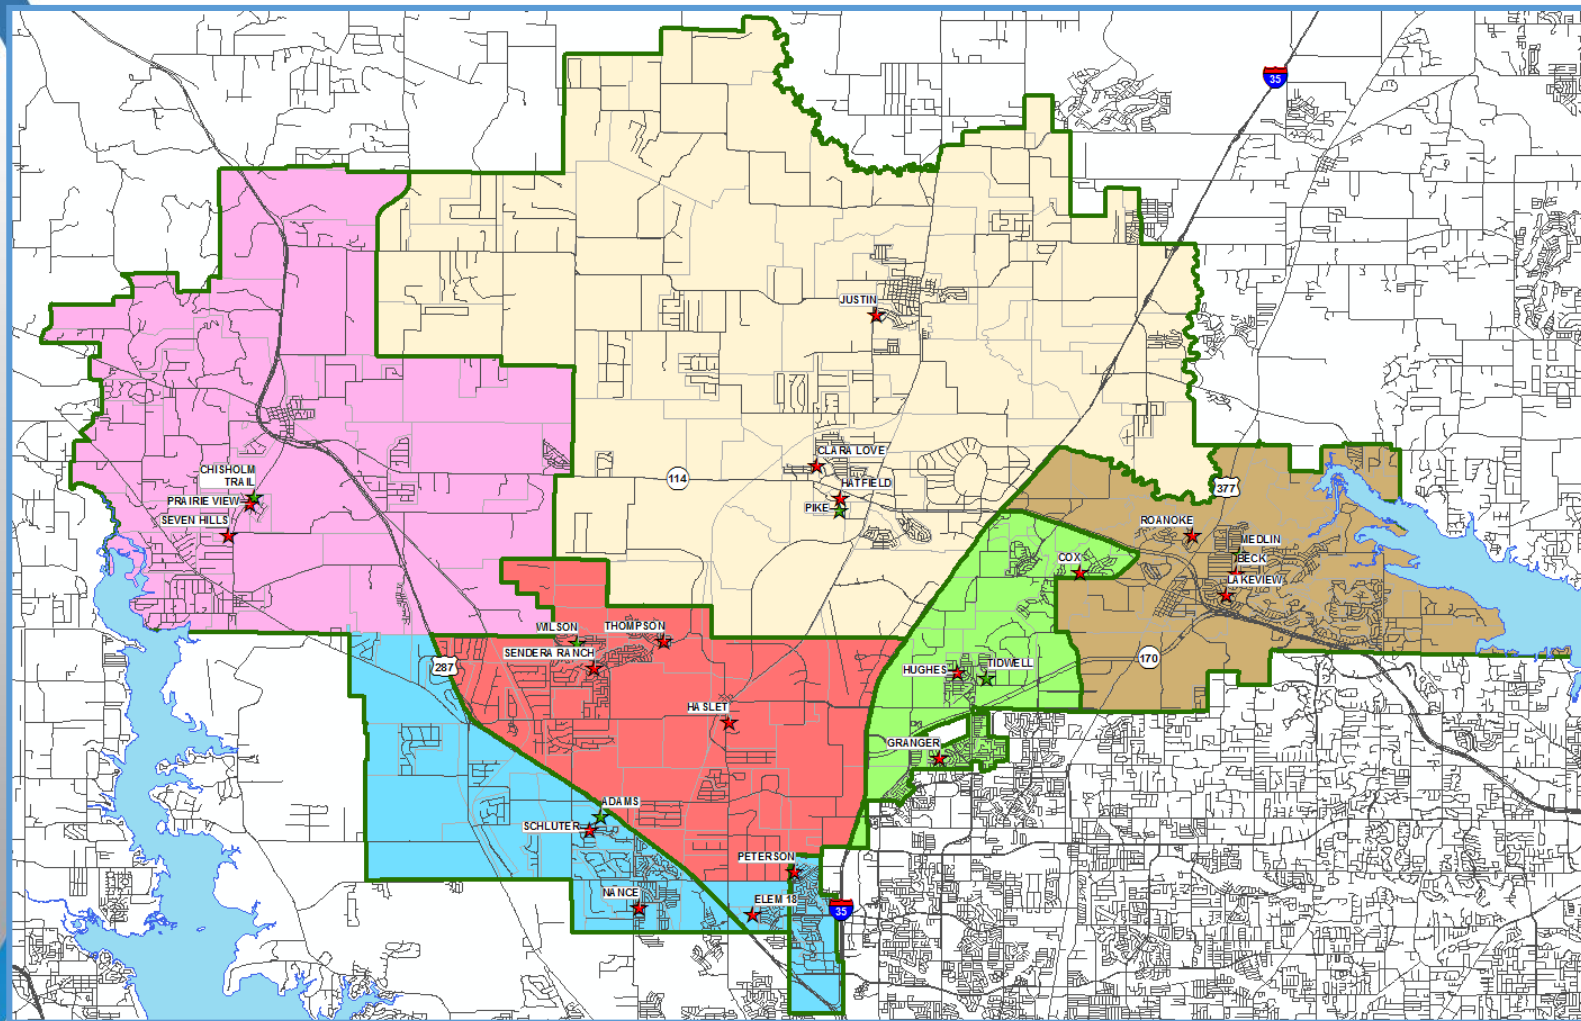 35
JUSTIN
CLARA LOVE
114
HATFIELD
PIKE
377
CHISHOLM
TRAIL
PRAIRIE VIEW
SEVEN HILLS
ROANOKE
MEDLIN
BECK
COX
LAKEVIEW
WILSON
THOMPSON
SENDERA RANCH
287
HUGHES
TIDWELL
170
HASLET
GRANGER
ADAMS
SCHLUTER
PETERSON
NANCE
ELEM 18
35